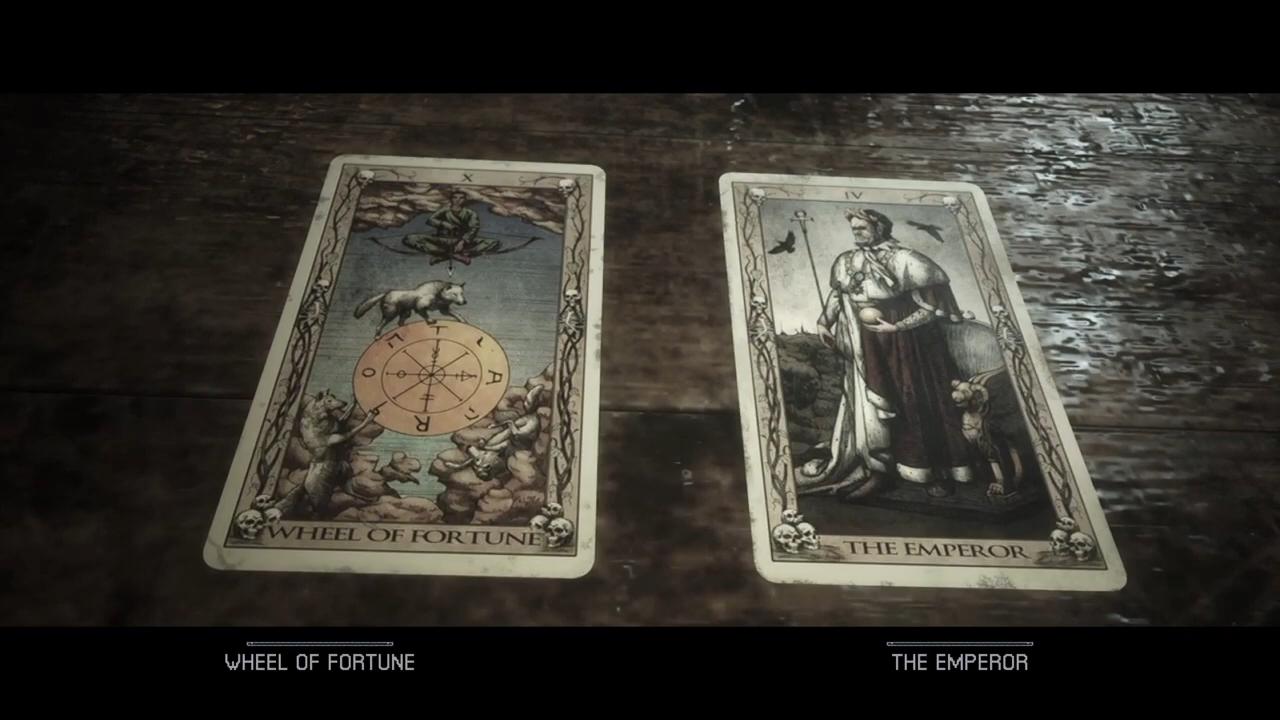 X
IV
T
A
R
O
WHEEL OF FORTUNE
THE EMPEROR
WHEEL OF FORTUNE
THE EMPEROR